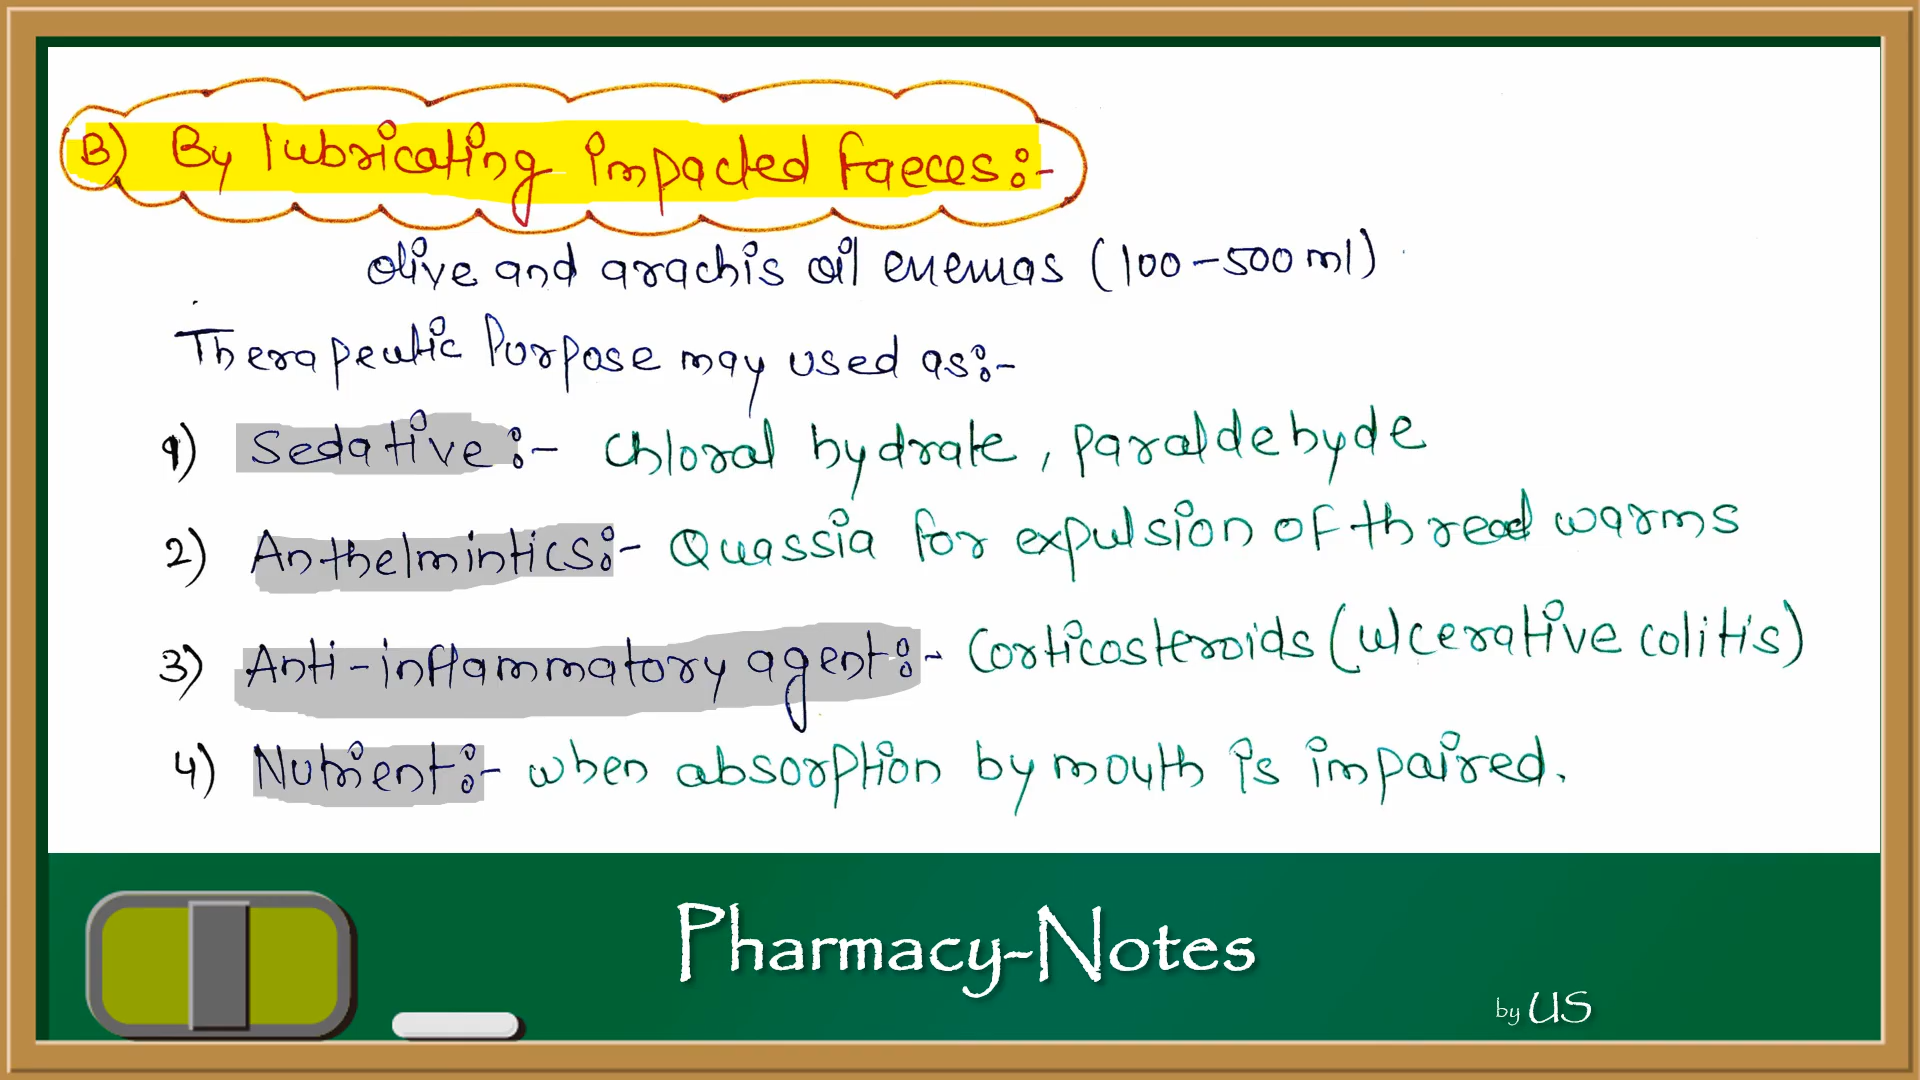 B) By lubricating impacted faeces:-
olive and arachis oil enemas (100-500 ml)
Therapeutic Purpose may used as:-
1) Sedative:- Chloral hydrate, paraldehyde
2) Anthelmintics:- Quassia for expulsion of thread warms
3) Anti-inflammatory agent:- Corticosteroids (ulcerative colitis)
4) Nutrient:- when absorption by mouth is impaired.
Pharmacy-Notes
by US